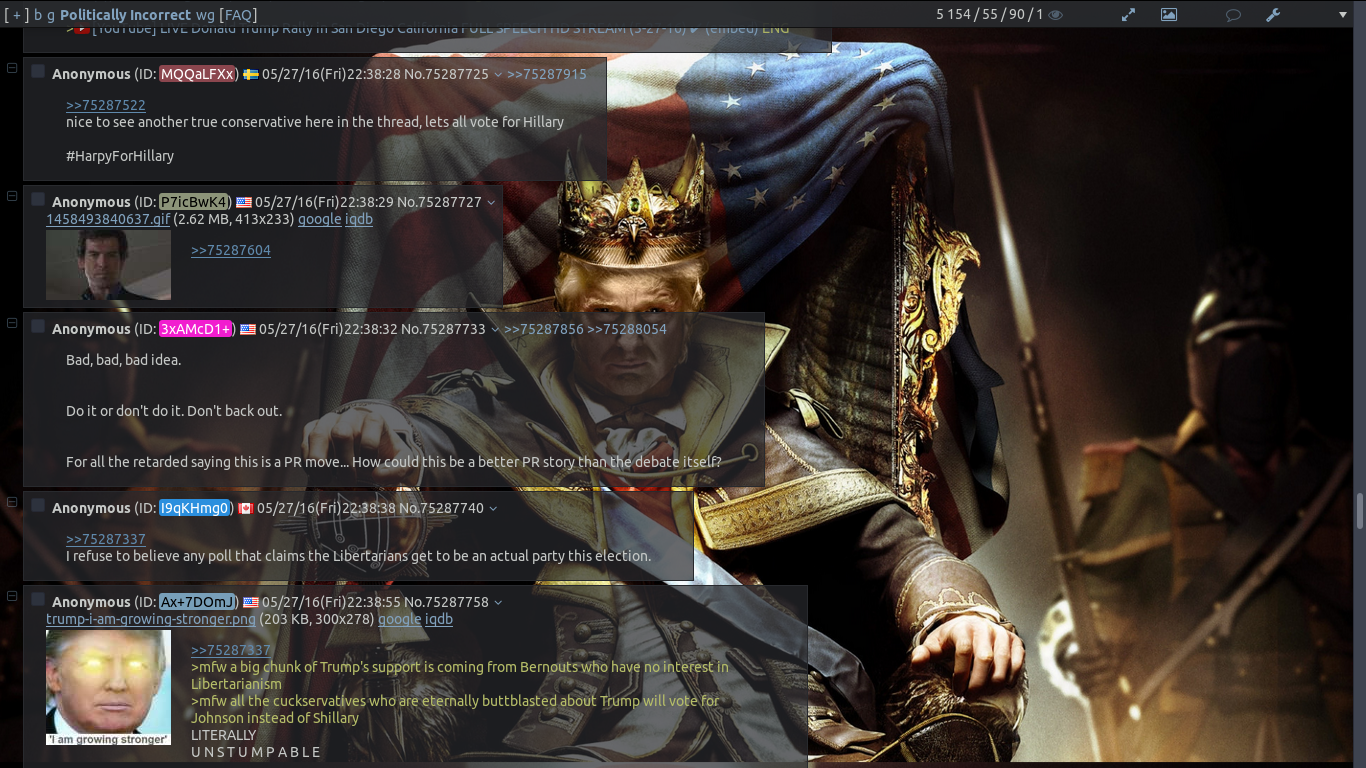 [ + ] b g Politically Incorrect wg [FAQ]
5 154 / 55 / 90 / 1
>[YouTube] LIVE Donald Trump Rally in San Diego California FULL SPEECH HD STREAM (5-27-16) ✔ (embed) ENG
Anonymous (ID: MQQaLFXx) 05/27/16(Fri)22:38:28 No.75287725 >>75287915
>>75287522
nice to see another true conservative here in the thread, lets all vote for Hillary
#HarpyForHillary
Anonymous (ID: P7icBwK4) 05/27/16(Fri)22:38:29 No.75287727
1458493840637.gif (2.62 MB, 413x233) google iqdb
>>75287604
Anonymous (ID: 3xAMcD1+) 05/27/16(Fri)22:38:32 No.75287733 >>75287856 >>75288054
Bad, bad, bad idea.
Do it or don't do it. Don't back out.
For all the retarded saying this is a PR move... How could this be a better PR story than the debate itself?
Anonymous (ID: I9qKHmg0) 05/27/16(Fri)22:38:38 No.75287740
>>75287337
I refuse to believe any poll that claims the Libertarians get to be an actual party this election.
Anonymous (ID: Ax+7DOmJ) 05/27/16(Fri)22:38:55 No.75287758
trump-i-am-growing-stronger.png (203 KB, 300x278) google iqdb
>>75287337
>mfw a big chunk of Trump's support is coming from Bernouts who have no interest in
Libertarianism
>mfw all the cuckservatives who are eternally buttblasted about Trump will vote for
Johnson instead of Shillary
LITERALLY
U N S T U M P A B L E
'I am growing stronger'